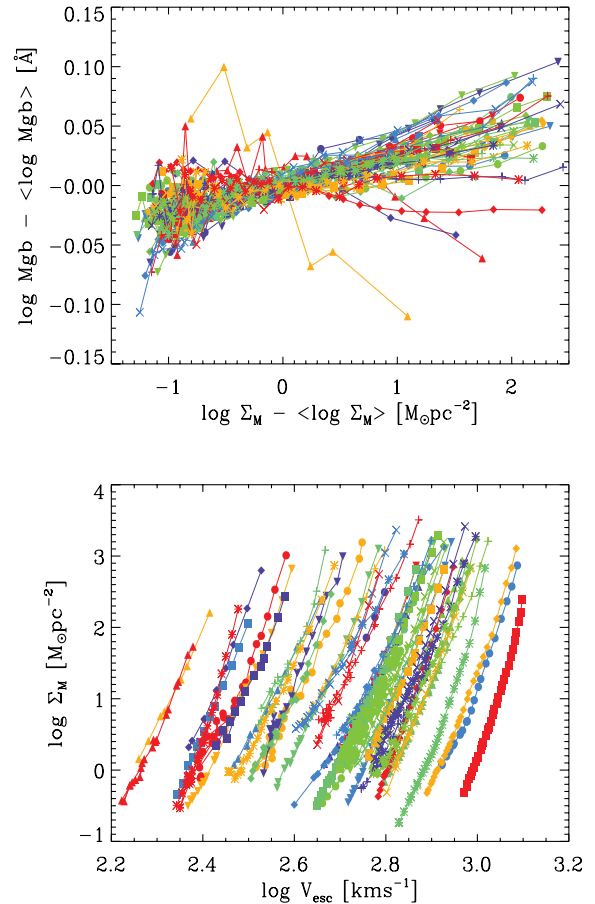 0.10
0.05
-0.00
-0.05
-0.10
-0.15
log Mgb - <log Mgb> [Å]
-1 0 1 2
log Σ_M - <log Σ_M> [M_⊙pc^-2]
4
3
2
1
0
-1
log Σ_M [M_⊙pc^-2]
2.2 2.4 2.6 2.8 3.0 3.2
log V_esc [kms^-1]